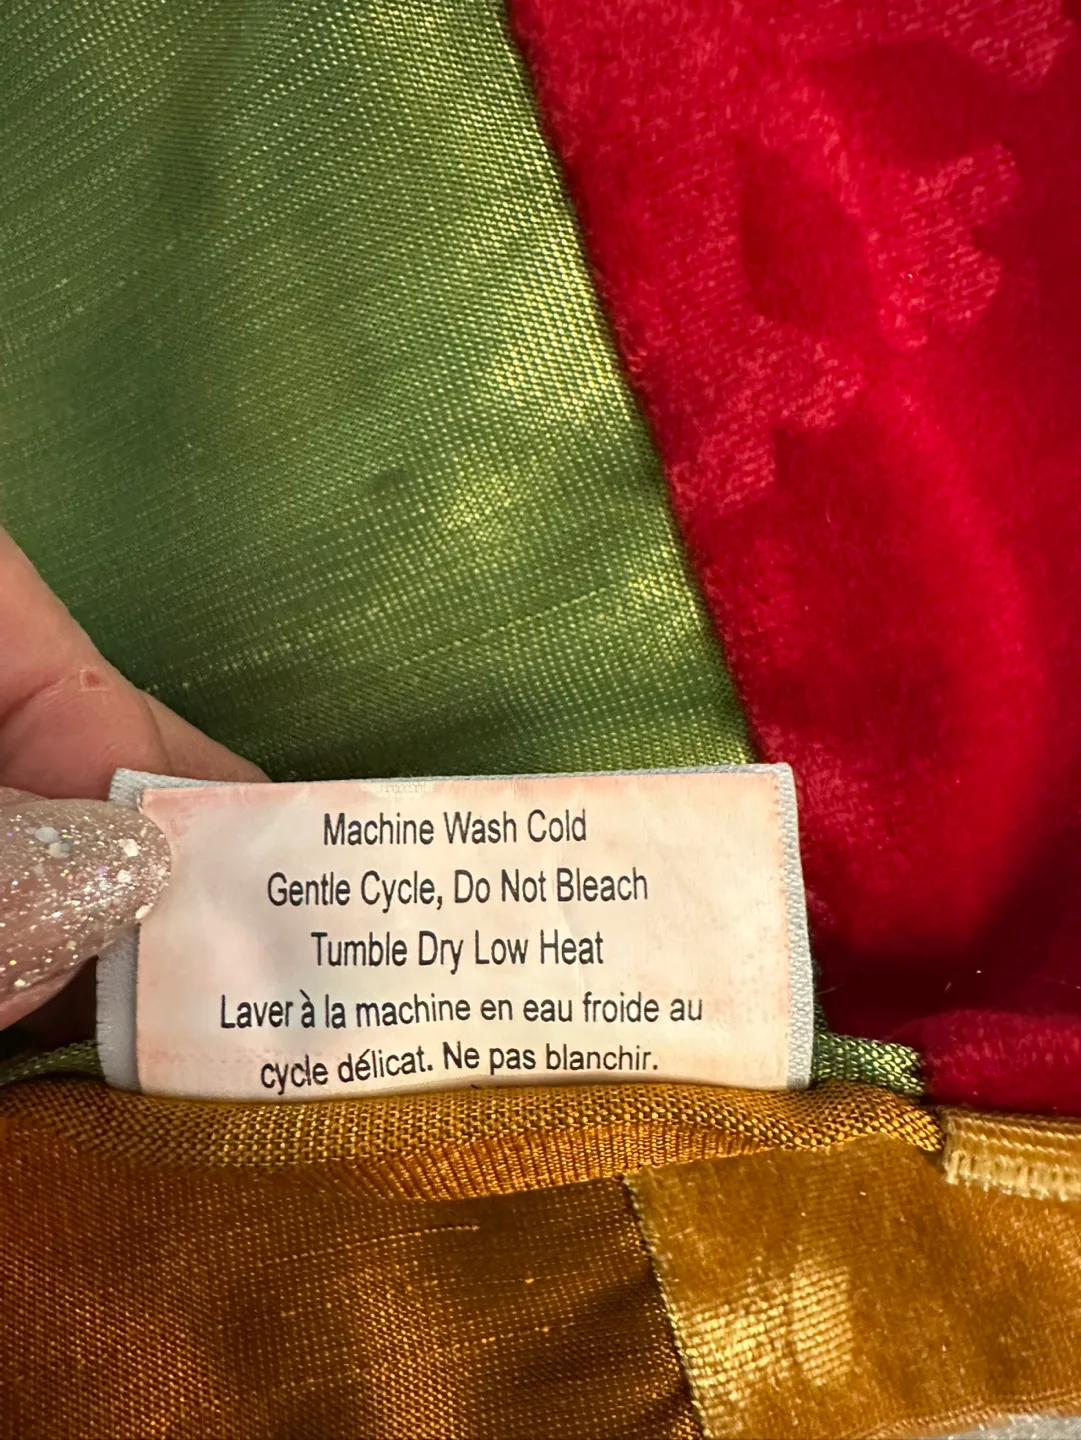 Machine Wash Cold
Gentle Cycle, Do Not Bleach
Tumble Dry Low Heat
Laver à la machine en eau froide au
cycle délicat. Ne pas blanchir.